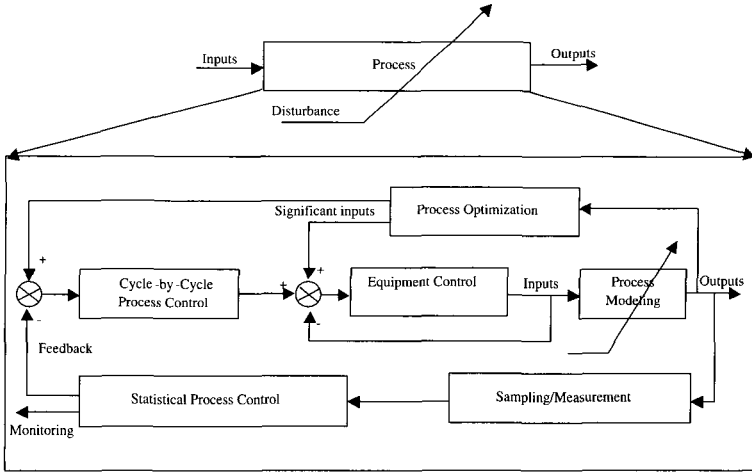 Inputs
Process
Outputs
Disturbance
Significant inputs
Process Optimization
+
+
+
Cycle-by-Cycle
Process Control
Equipment Control
Inputs
Process
Modeling
Outputs
-
-
Feedback
Statistical Process Control
Sampling/Measurement
Monitoring